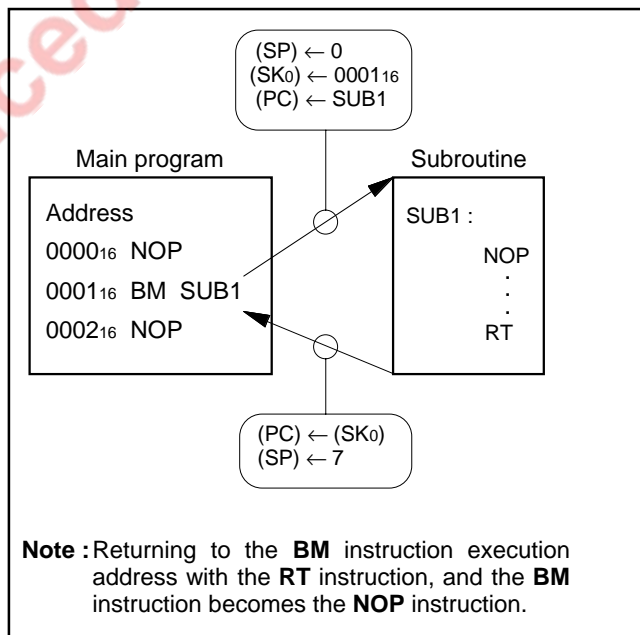 (SP) ← 0
(SK0) ← 000116
(PC) ← SUB1
Main program
Subroutine
Address
000016 NOP
000116 BM SUB1
000216 NOP
SUB1 :
NOP
.
.
.
RT
(PC) ← (SK0)
(SP) ← 7
Note : Returning to the BM instruction execution
address with the RT instruction, and the BM
instruction becomes the NOP instruction.